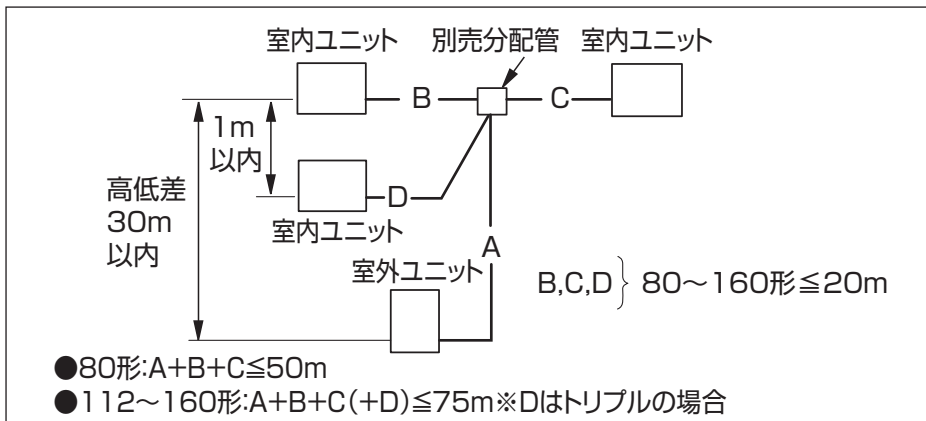 室内ユニット
別売分配管
室内ユニット
B
C
1m
以内
高低差
30m
以内
D
室内ユニット
A
室外ユニット
B,C,D} 80〜160形≦20m
●80形:A+B+C≦50m
●112〜160形:A+B+C(+D)≦75m※Dはトリプルの場合